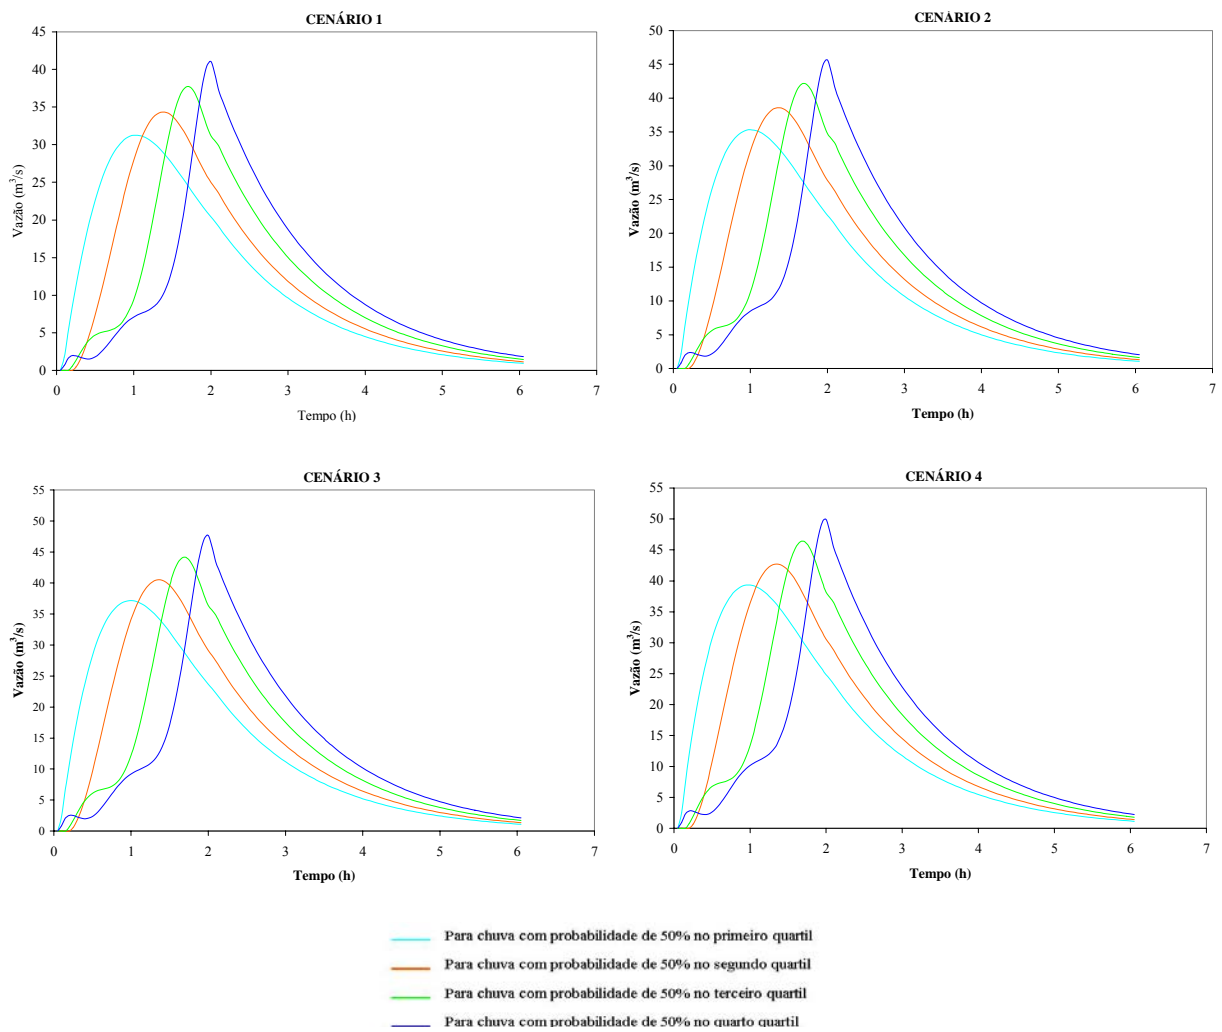 CENÁRIO 1
45
40
35
30
25
20
15
10
5
0
Vazão (m³/s)
0 1 2 3 4 5 6 7
Tempo (h)
CENÁRIO 2
50
45
40
35
30
25
20
15
10
5
0
Vazão (m³/s)
0 1 2 3 4 5 6 7
Tempo (h)
CENÁRIO 3
55
50
45
40
35
30
25
20
15
10
5
0
Vazão (m³/s)
0 1 2 3 4 5 6 7
Tempo (h)
CENÁRIO 4
55
50
45
40
35
30
25
20
15
10
5
0
Vazão (m³/s)
0 1 2 3 4 5 6 7
Tempo (h)
Para chuva com probabilidade de 50% no primeiro quartil
Para chuva com probabilidade de 50% no segundo quartil
Para chuva com probabilidade de 50% no terceiro quartil
Para chuva com probabilidade de 50% no quarto quartil